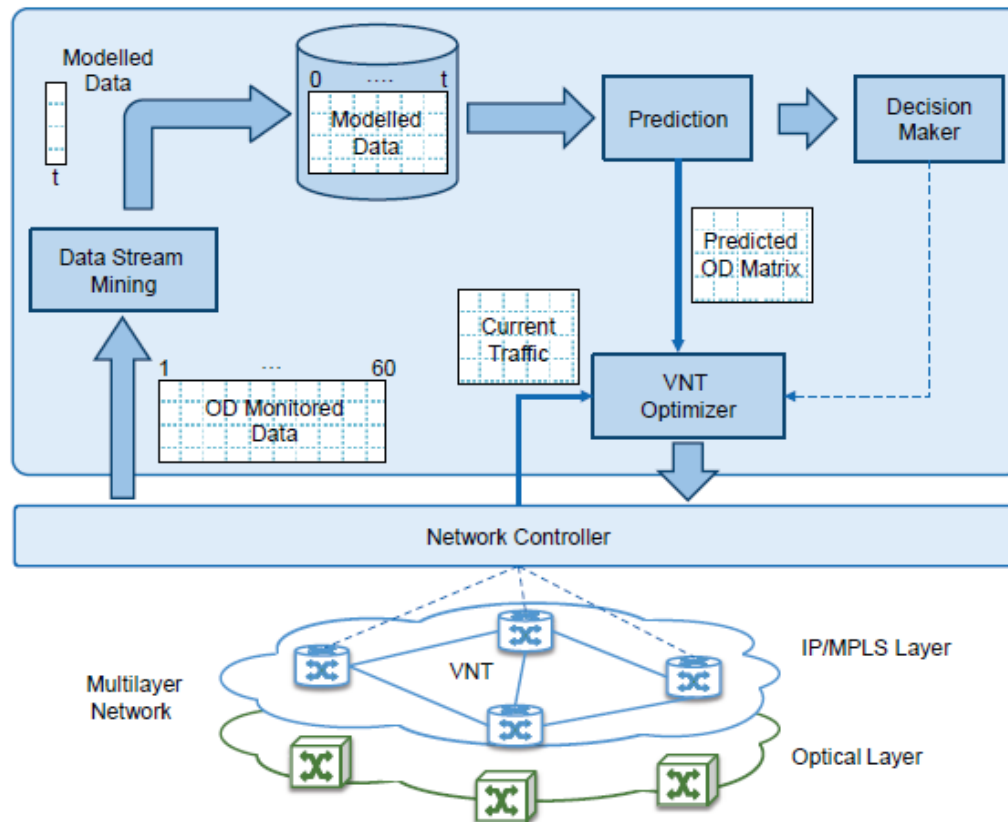 Modelled
Data
t
0 .... t
Modelled
Data
Prediction
Decision
Maker
Data Stream
Mining
Predicted
OD Matrix
Current
Traffic
1 ... 60
OD Monitored
Data
VNT
Optimizer
Network Controller
IP/MPLS Layer
VNT
Multilayer
Network
Optical Layer